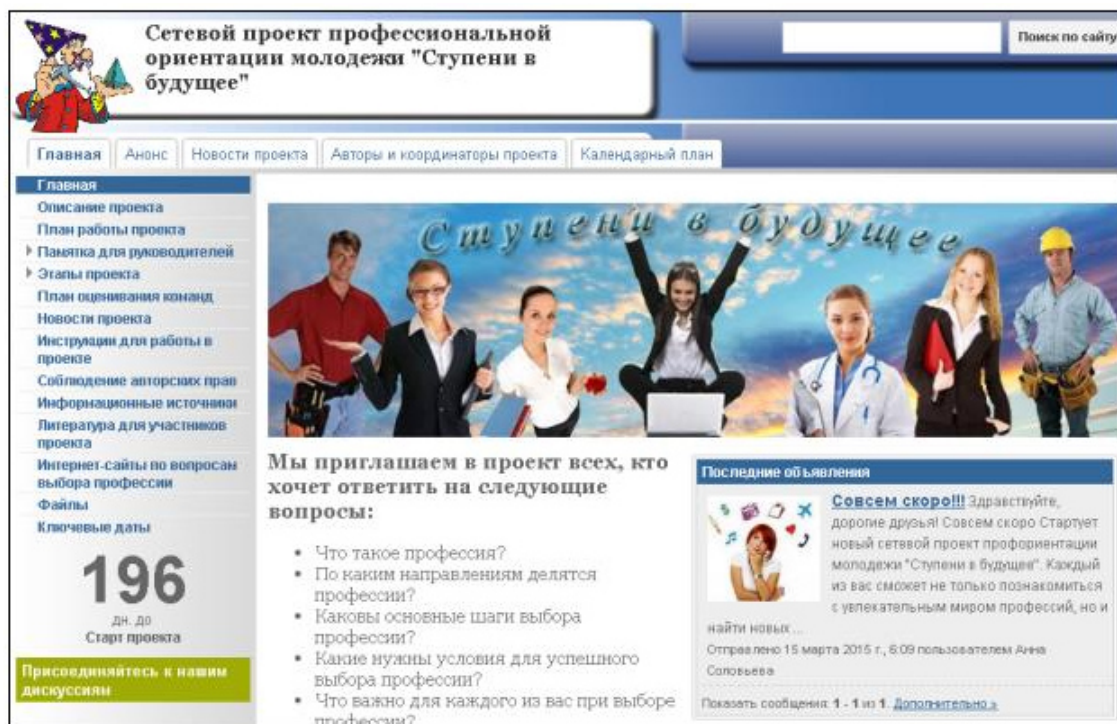 Сетевой проект профессиональной
ориентации молодежи "Ступени в
будущее"
Поиск по сайту
Главная
Анонс
Новости проекта
Авторы и координаторы проекта
Календарный план
Главная
Описание проекта
План работы проекта
Памятка для руководителей
Этапы проекта
План оценивания команд
Новости проекта
Инструкции для работы в
проекте
Соблюдение авторских прав
Информационные источники
Литература для участников
проекта
Интернет-сайты по вопросам
выбора профессии
Файлы
Ключевые даты
196
дн. до
Старт проекта
Присоединяйтесь к нашим
дискуссиям
Ступени в будущее
Мы приглашаем в проект всех, кто
хочет ответить на следующие
вопросы:
• Что такое профессия?
• По каким направлениям делятся
профессии?
• Каковы основные шаги выбора
профессии?
• Какие нужны условия для успешного
выбора профессии?
• Что важно для каждого из вас при выборе
профессии?
Последние объявления
Совсем скоро!!! Здравствуйте,
дорогие друзья! Совсем скоро Стартует
новый сетевой проект профориентации
молодежи "Ступени в будущее". Каждый
из вас сможет не только познакомиться
с увлекательным миром профессий, но и
найти новых ...
Отправлено 15 марта 2015 г., 6:09 пользователем Анна
Соловьева
Показать сообщения: 1 - 1 из 1. Дополнительно »